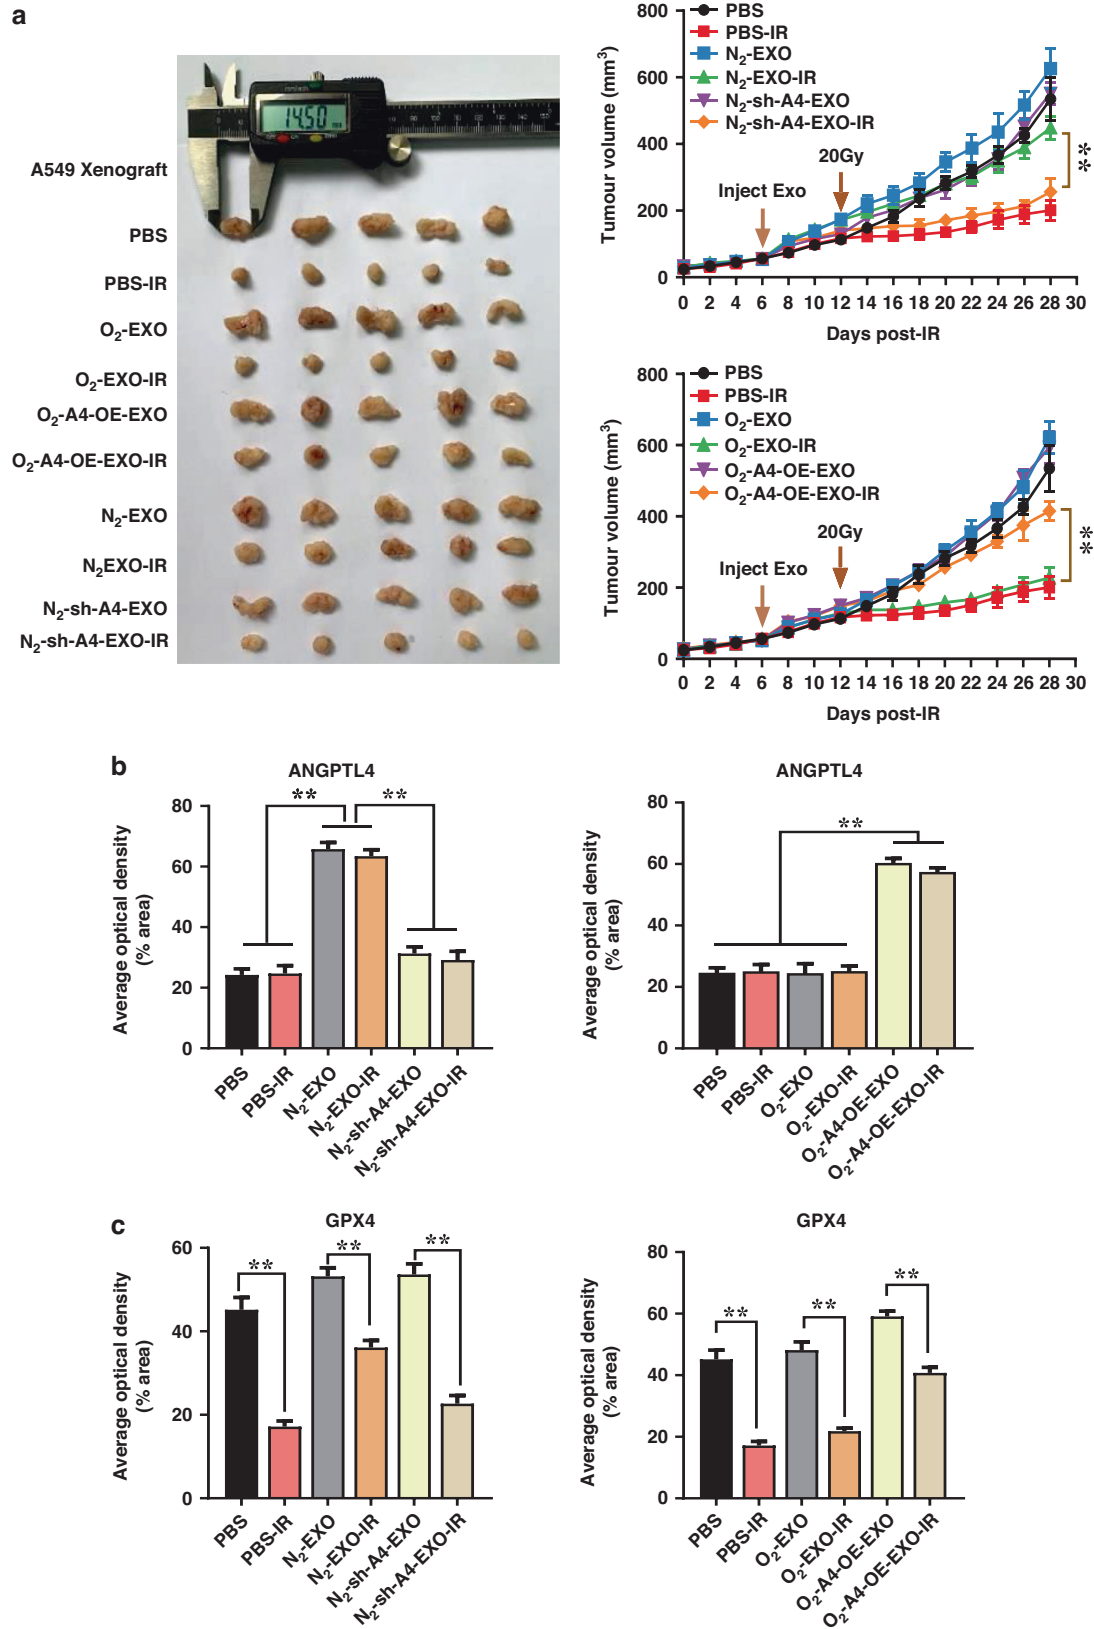 a
A549 Xenograft
PBS
PBS-IR
O2-EXO
O2-EXO-IR
O2-A4-OE-EXO
O2-A4-OE-EXO-IR
N2-EXO
N2EXO-IR
N2-sh-A4-EXO
N2-sh-A4-EXO-IR
14.50
Tumour volume (mm3)
800
600
400
200
0
PBS
PBS-IR
N2-EXO
N2-EXO-IR
N2-sh-A4-EXO
N2-sh-A4-EXO-IR
20Gy
Inject Exo
**
0 2 4 6 8 10 12 14 16 18 20 22 24 26 28 30
Days post-IR
Tumour volume (mm3)
800
600
400
200
0
PBS
PBS-IR
O2-EXO
O2-EXO-IR
O2-A4-OE-EXO
O2-A4-OE-EXO-IR
20Gy
Inject Exo
**
0 2 4 6 8 10 12 14 16 18 20 22 24 26 28 30
Days post-IR
b
ANGPTL4
Average optical density
(% area)
80
60
40
20
0
** **
PBS
PBS-IR
N2-EXO
N2-EXO-IR
N2-sh-A4-EXO
N2-sh-A4-EXO-IR
ANGPTL4
Average optical density
(% area)
80
60
40
20
0
**
PBS
PBS-IR
O2-EXO
O2-EXO-IR
O2-A4-OE-EXO
O2-A4-OE-EXO-IR
c
GPX4
Average optical density
(% area)
60
40
20
0
** ** **
PBS
PBS-IR
N2-EXO
N2-EXO-IR
N2-sh-A4-EXO
N2-sh-A4-EXO-IR
GPX4
Average optical density
(% area)
80
60
40
20
0
** ** **
PBS
PBS-IR
O2-EXO
O2-EXO-IR
O2-A4-OE-EXO
O2-A4-OE-EXO-IR